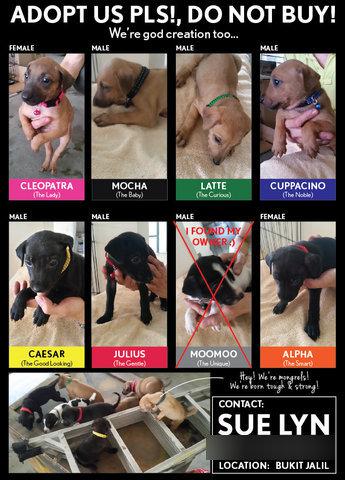 ADOPT US PLS!, DO NOT BUY!
We're god creation too...
FEMALE
MALE
MALE
MALE
CLEOPATRA
(The Lady)
MOCHA
(The Baby)
LATTE
(The Curious)
CUPPACINO
(The Noble)
MALE
MALE
MALE
FEMALE
I FOUND MY
OWNER :)
CAESAR
(The Good Looking)
JULIUS
(The Gentle)
MOOMOO
(The Unique)
ALPHA
(The Smart)
Hey! We're mongrels!
We're born tough & strong!
CONTACT:
SUE LYN
LOCATION: BUKIT JALIL